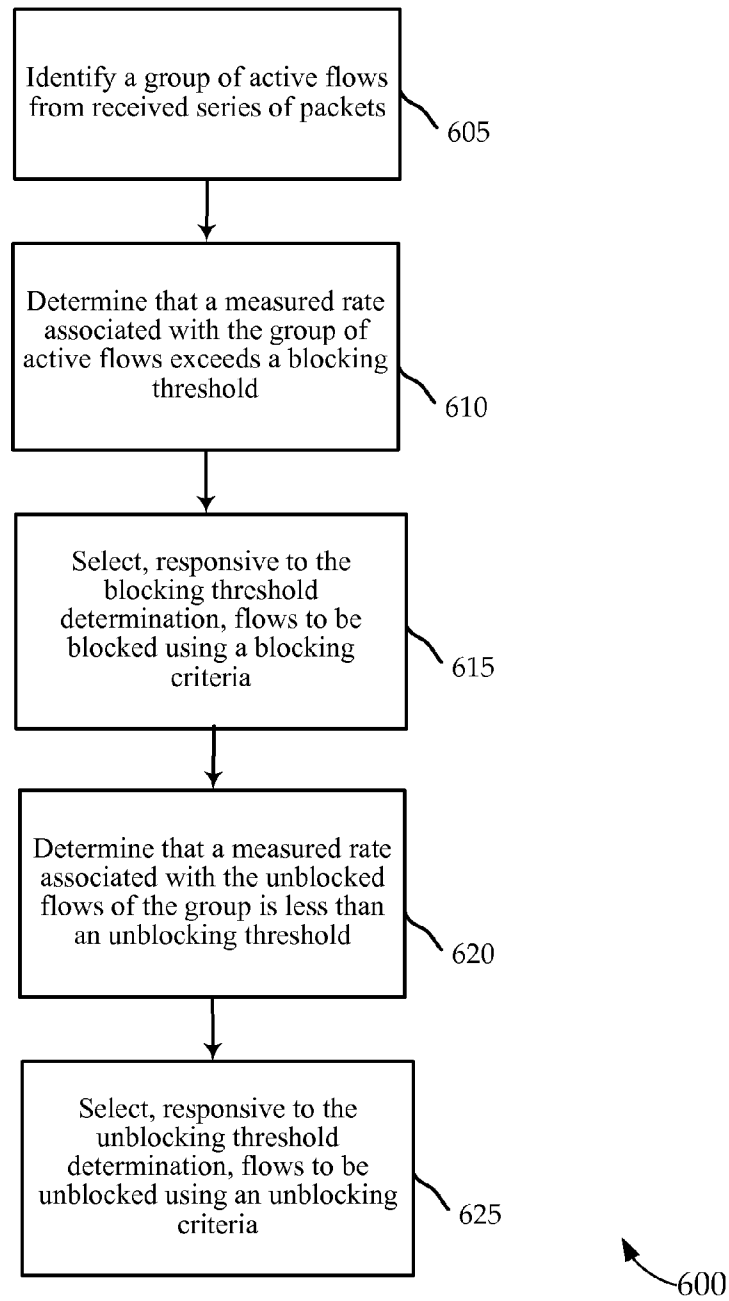 Identify a group of active flows
from received series of packets
605
Determine that a measured rate
associated with the group of
active flows exceeds a blocking
threshold
610
Select, responsive to the
blocking threshold
determination, flows to be
blocked using a blocking
criteria
615
Determine that a measured rate
associated with the unblocked
flows of the group is less than
an unblocking threshold
620
Select, responsive to the
unblocking threshold
determination, flows to be
unblocked using an unblocking
criteria
625
600